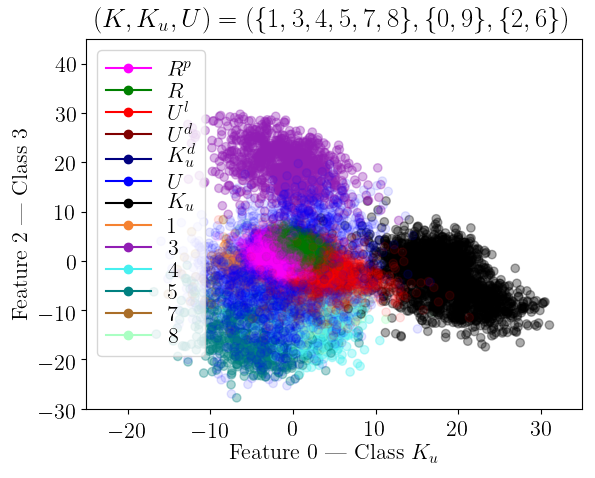 (K, K_u, U) = ({1, 3, 4, 5, 7, 8}, {0, 9}, {2, 6})
Feature 2 — Class 3
40
30
20
10
0
−10
−20
−30
R^p
R
U^l
U^d
K_u^d
U
K_u
1
3
4
5
7
8
−20 −10 0 10 20 30
Feature 0 — Class K_u